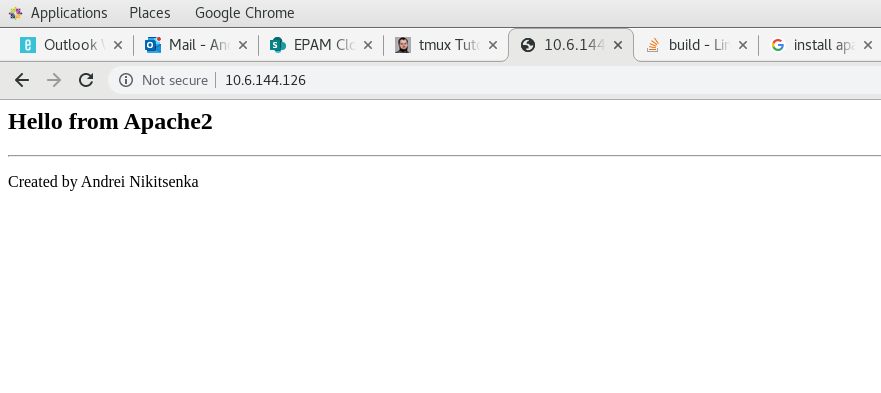 Applications Places Google Chrome
Outlook Mail - An EPAM Clo tmux Tut 10.6.144 build - Lin install apa
Not secure 10.6.144.126
Hello from Apache2
Created by Andrei Nikitsenka